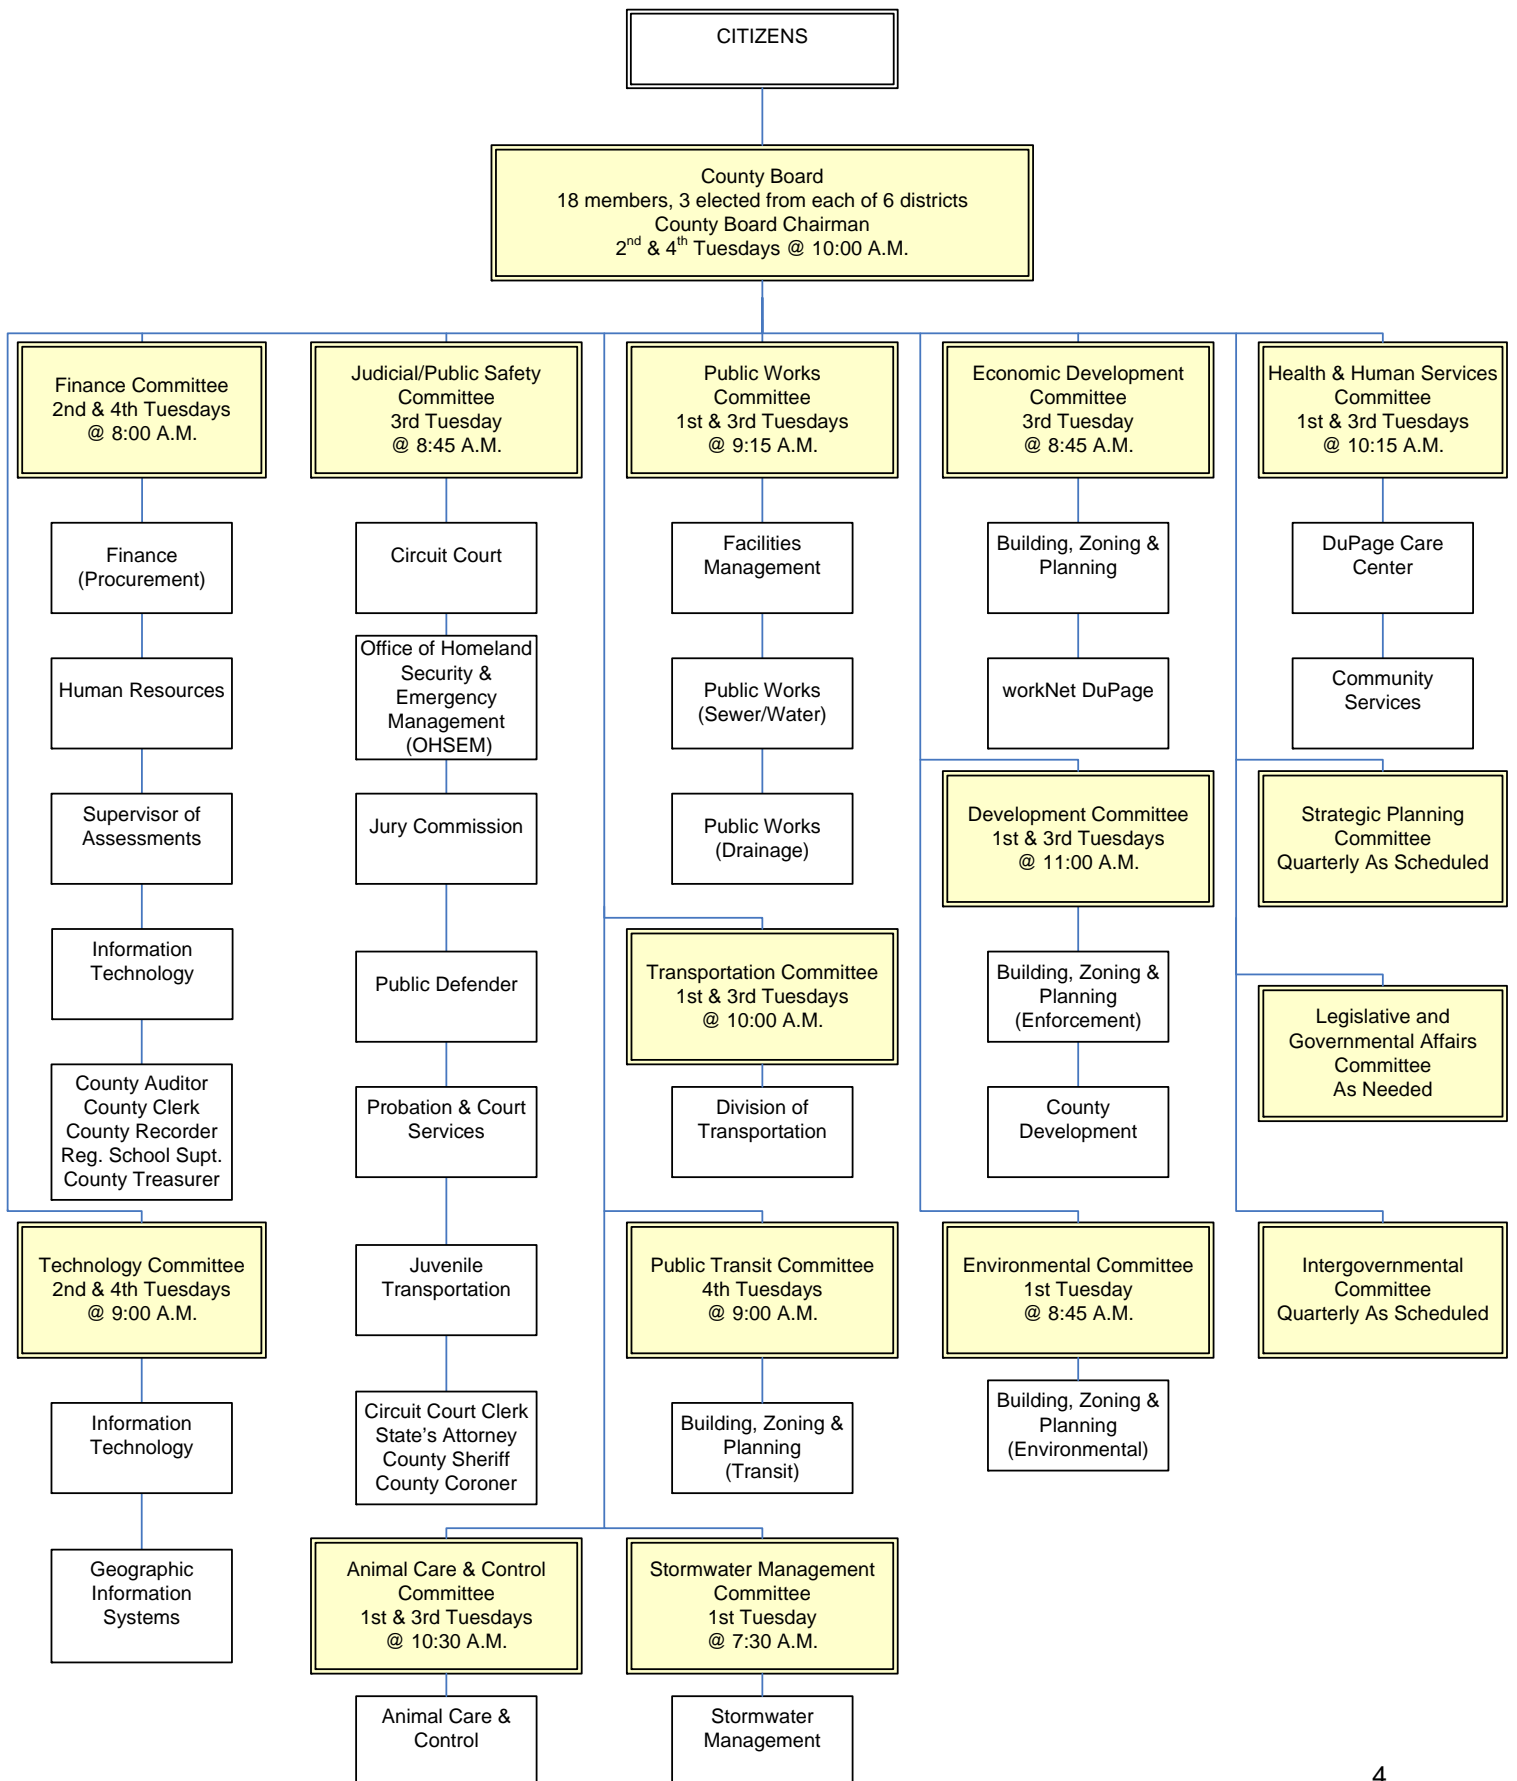 CITIZENS
County Board
18 members, 3 elected from each of 6 districts
County Board Chairman
2nd & 4th Tuesdays @ 10:00 A.M.
Finance Committee
2nd & 4th Tuesdays
@ 8:00 A.M.
Finance
(Procurement)
Human Resources
Supervisor of
Assessments
Information
Technology
County Auditor
County Clerk
County Recorder
Reg. School Supt.
County Treasurer
Technology Committee
2nd & 4th Tuesdays
@ 9:00 A.M.
Information
Technology
Geographic
Information
Systems
Judicial/Public Safety
Committee
3rd Tuesday
@ 8:45 A.M.
Circuit Court
Office of Homeland
Security &
Emergency
Management
(OHSEM)
Jury Commission
Public Defender
Probation & Court
Services
Juvenile
Transportation
Circuit Court Clerk
State’s Attorney
County Sheriff
County Coroner
Animal Care & Control
Committee
1st & 3rd Tuesdays
@ 10:30 A.M.
Animal Care &
Control
Public Works
Committee
1st & 3rd Tuesdays
@ 9:15 A.M.
Facilities
Management
Public Works
(Sewer/Water)
Public Works
(Drainage)
Transportation Committee
1st & 3rd Tuesdays
@ 10:00 A.M.
Division of
Transportation
Public Transit Committee
4th Tuesdays
@ 9:00 A.M.
Building, Zoning &
Planning
(Transit)
Stormwater Management
Committee
1st Tuesday
@ 7:30 A.M.
Stormwater
Management
Economic Development
Committee
3rd Tuesday
@ 8:45 A.M.
Building, Zoning &
Planning
workNet DuPage
Development Committee
1st & 3rd Tuesdays
@ 11:00 A.M.
Building, Zoning &
Planning
(Enforcement)
County
Development
Environmental Committee
1st Tuesday
@ 8:45 A.M.
Building, Zoning &
Planning
(Environmental)
Health & Human Services
Committee
1st & 3rd Tuesdays
@ 10:15 A.M.
DuPage Care
Center
Community
Services
Strategic Planning
Committee
Quarterly As Scheduled
Legislative and
Governmental Affairs
Committee
As Needed
Intergovernmental
Committee
Quarterly As Scheduled
4